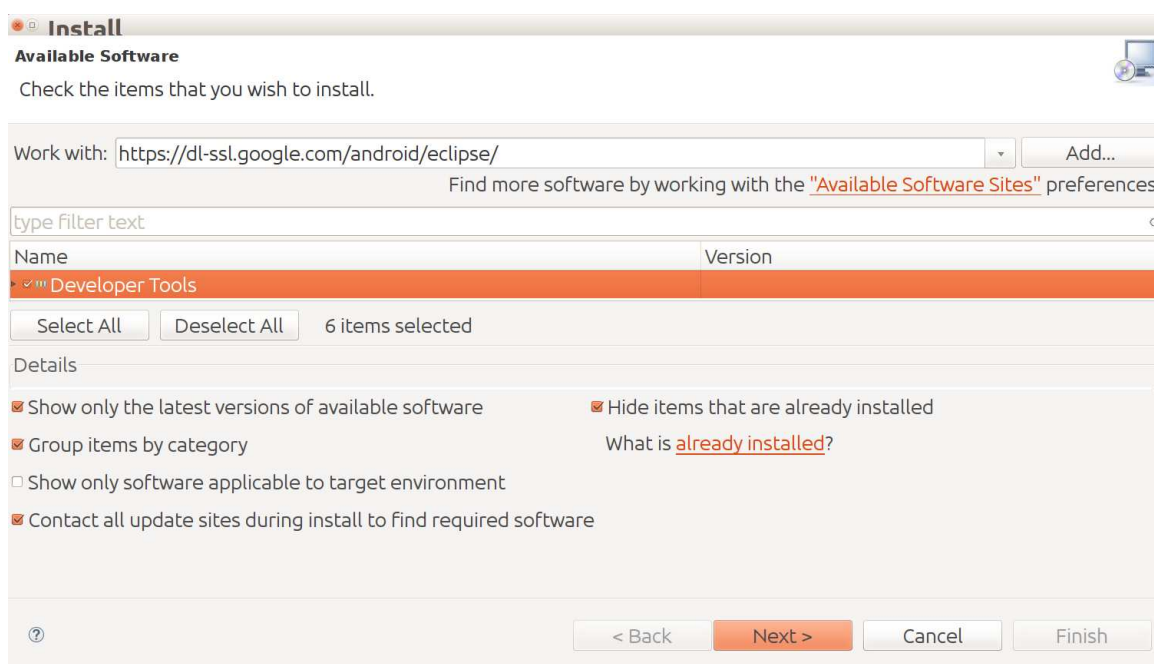 Install
Available Software
Check the items that you wish to install.
Work with: https://dl-ssl.google.com/android/eclipse/ Add...
Find more software by working with the "Available Software Sites" preferences
type filter text
Name Version
Developer Tools
Select All Deselect All 6 items selected
Details
Show only the latest versions of available software Hide items that are already installed
Group items by category What is already installed?
Show only software applicable to target environment
Contact all update sites during install to find required software
? < Back Next > Cancel Finish